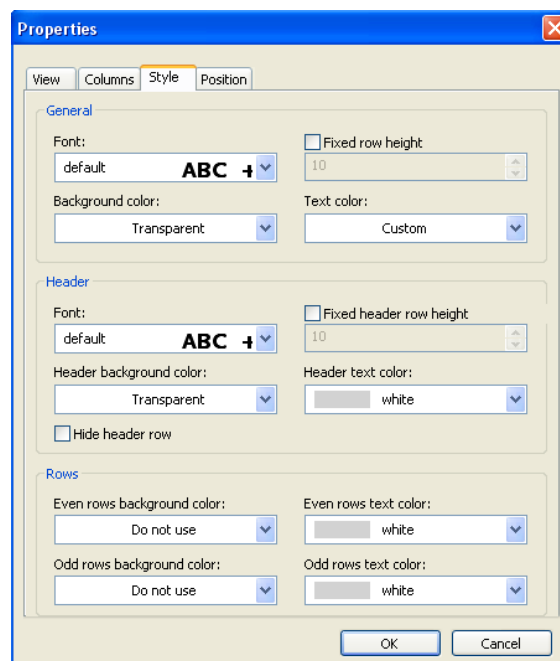 Properties
View Columns Style Position
General
Font:
Fixed row height
default ABC
10
Background color: Text color:
Transparent Custom
Header
Font:
Fixed header row height
default ABC
10
Header background color: Header text color:
Transparent white
Hide header row
Rows
Even rows background color: Even rows text color:
Do not use white
Odd rows background color: Odd rows text color:
Do not use white
OK Cancel